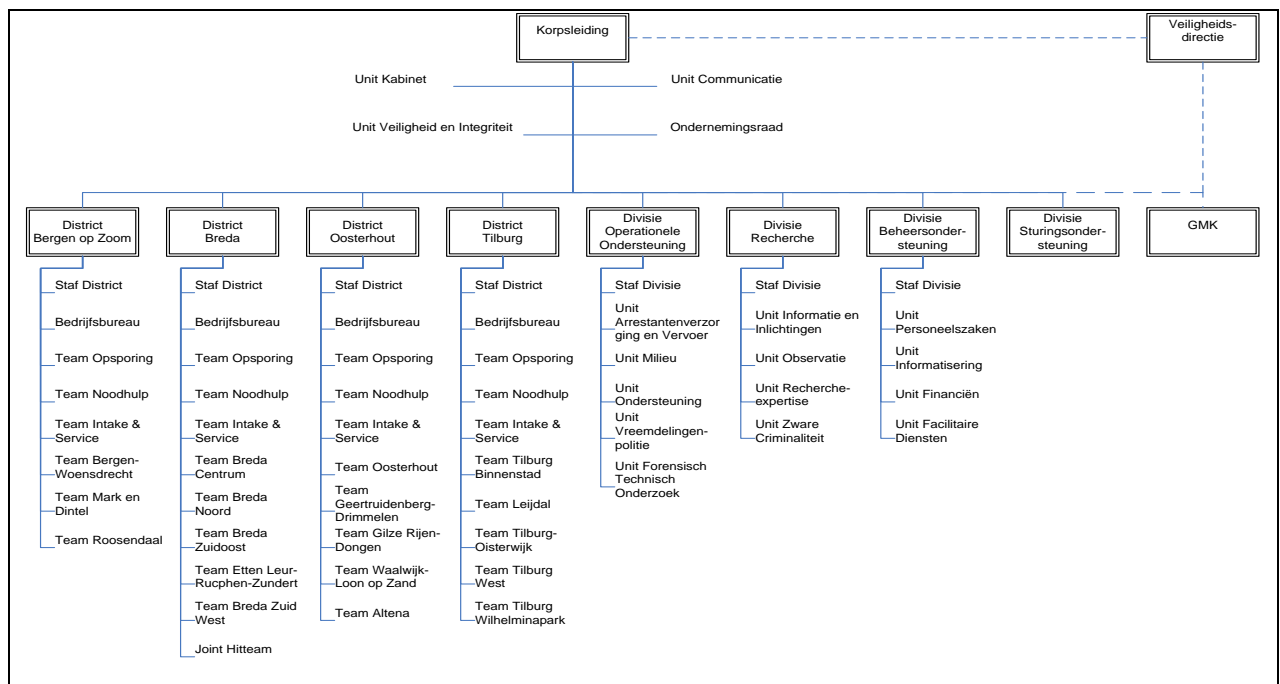 Korpsleiding
Veiligheids-
directie
Unit Kabinet
Unit Communicatie
Unit Veiligheid en Integriteit
Ondernemingsraad
District
Bergen op Zoom
District
Breda
District
Oosterhout
District
Tilburg
Divisie
Operationele
Ondersteuning
Divisie
Recherche
Divisie
Beheersonder-
steuning
Divisie
Sturingsonder-
steuning
GMK
Staf District
Bedrijfsbureau
Team Opsporing
Team Noodhulp
Team Intake &
Service
Team Bergen-
Woensdrecht
Team Mark en
Dintel
Team Roosendaal
Staf District
Bedrijfsbureau
Team Opsporing
Team Noodhulp
Team Intake &
Service
Team Breda
Centrum
Team Breda
Noord
Team Breda
Zuidoost
Team Etten Leur-
Rucphen-Zundert
Team Breda Zuid
West
Joint Hitteam
Staf District
Bedrijfsbureau
Team Opsporing
Team Noodhulp
Team Intake &
Service
Team Oosterhout
Team
Geertruidenberg-
Drimmelen
Team Gilze Rijen-
Dongen
Team Waalwijk-
Loon op Zand
Team Altena
Staf District
Bedrijfsbureau
Team Opsporing
Team Noodhulp
Team Intake &
Service
Team Tilburg
Binnenstad
Team Leijdal
Team Tilburg-
Oisterwijk
Team Tilburg
West
Team Tilburg
Wilhelminapark
Staf Divisie
Unit
Arrestantenverzor
ging en Vervoer
Unit Milieu
Unit
Ondersteuning
Unit
Vreemdelingen-
politie
Unit Forensisch
Technisch
Onderzoek
Staf Divisie
Unit Informatie en
Inlichtingen
Unit Observatie
Unit Recherche-
expertise
Unit Zware
Criminaliteit
Staf Divisie
Unit
Personeelszaken
Unit
Informatisering
Unit Financiën
Unit Facilitaire
Diensten